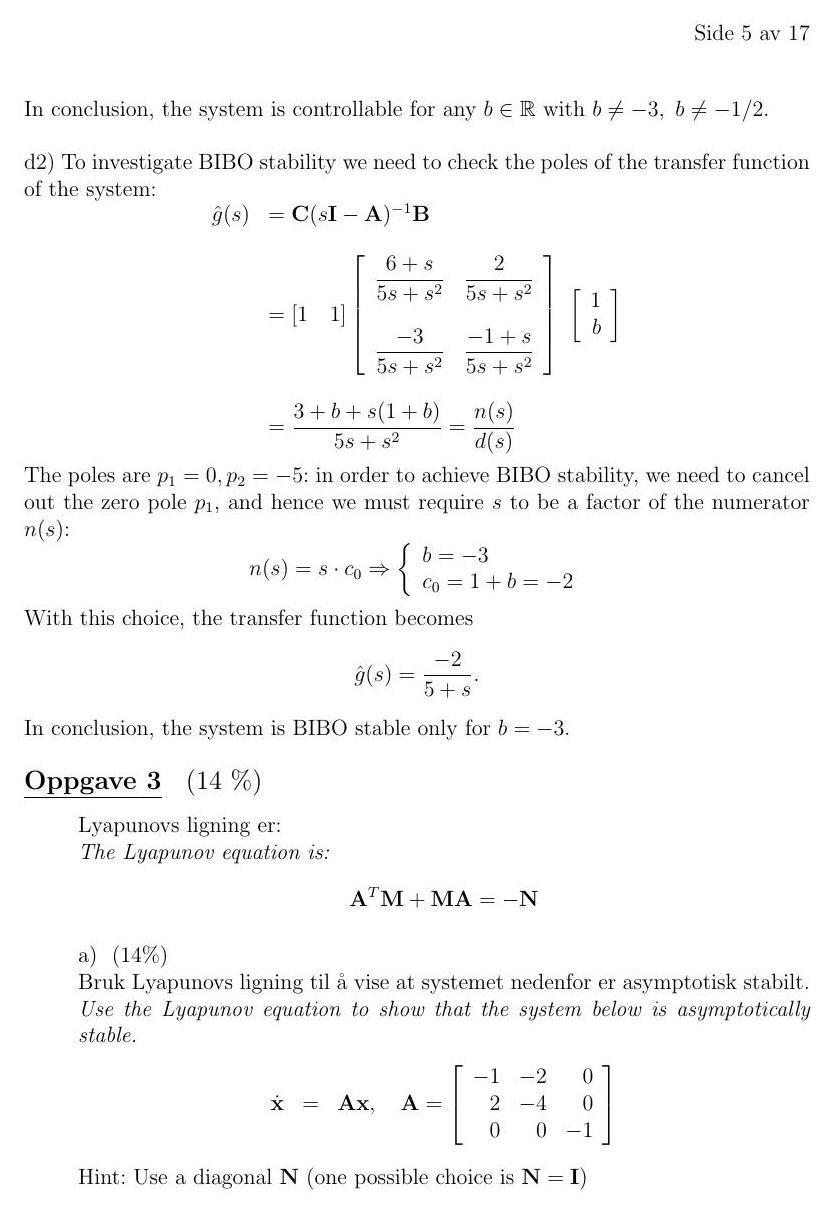 Side 5 av 17
In conclusion, the system is controllable for any b ∈ ℝ with b ≠ −3, b ≠ −1/2.
d2) To investigate BIBO stability we need to check the poles of the transfer function
of the system:
ĝ(s) = C(sI − A)⁻¹B
= [1 1] [ (6 + s)/(5s + s²) 2/(5s + s²) ; −3/(5s + s²) (−1 + s)/(5s + s²) ] [ 1 ; b ]
= (3 + b + s(1 + b))/(5s + s²) = n(s)/d(s)
The poles are p₁ = 0, p₂ = −5: in order to achieve BIBO stability, we need to cancel
out the zero pole p₁, and hence we must require s to be a factor of the numerator
n(s):
n(s) = s · c₀ ⇒ { b = −3
c₀ = 1 + b = −2
With this choice, the transfer function becomes
ĝ(s) = −2/(5 + s).
In conclusion, the system is BIBO stable only for b = −3.
Oppgave 3 (14 %)
Lyapunovs ligning er:
The Lyapunov equation is:
AᵀM + MA = −N
a) (14%)
Bruk Lyapunovs ligning til å vise at systemet nedenfor er asymptotisk stabilt.
Use the Lyapunov equation to show that the system below is asymptotically
stable.
ẋ = Ax, A = [ −1 −2 0 ; 2 −4 0 ; 0 0 −1 ]
Hint: Use a diagonal N (one possible choice is N = I)